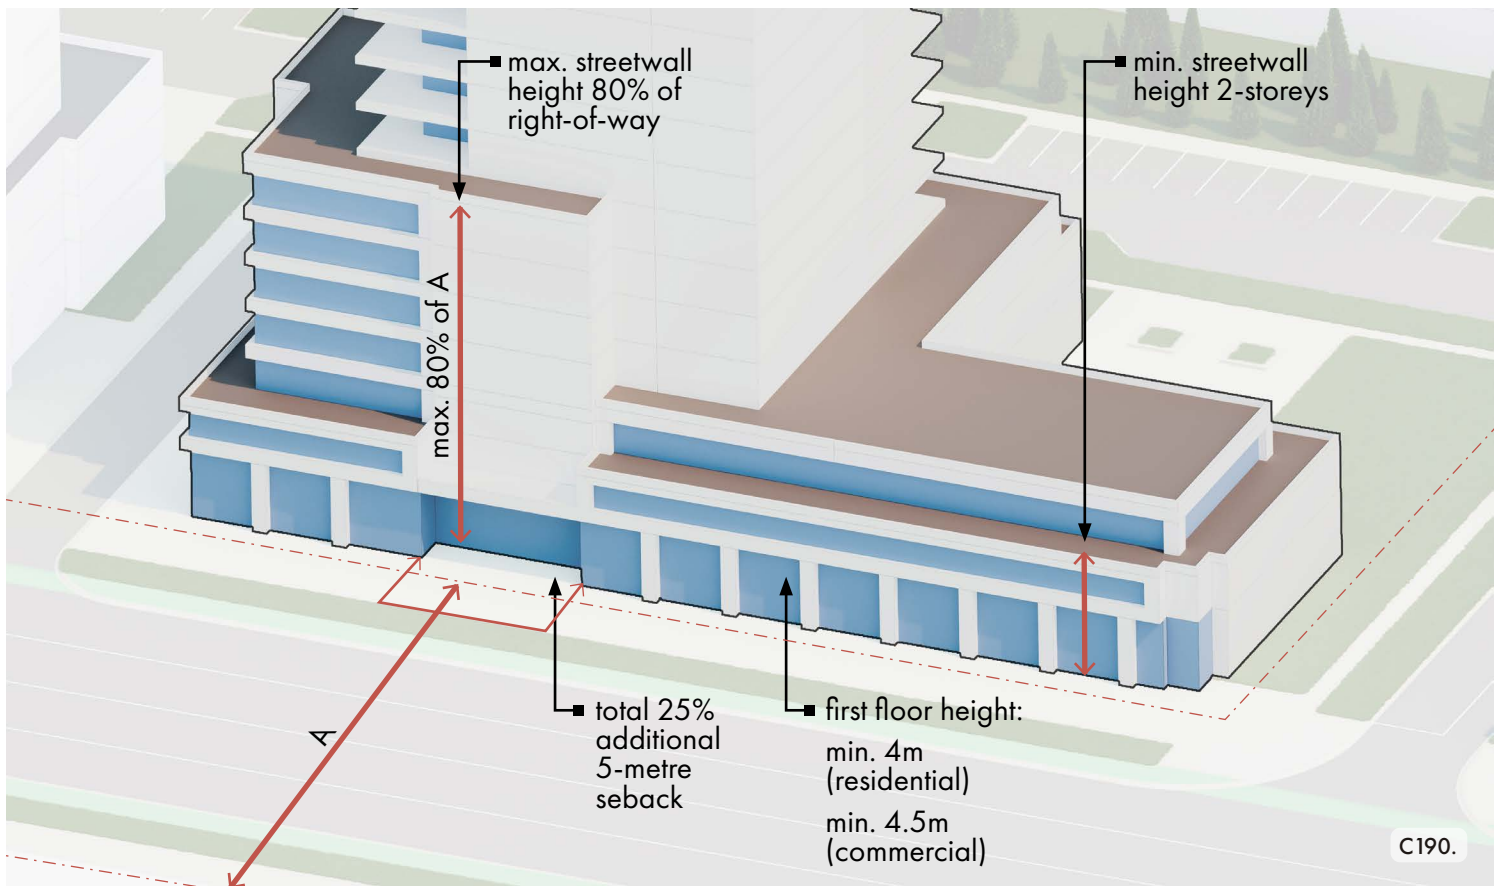 max. streetwall
height 80% of
right-of-way
min. streetwall
height 2-storeys
max. 80% of A
A
total 25%
additional
5-metre
seback
first floor height:
min. 4m
(residential)
min. 4.5m
(commercial)
C190.